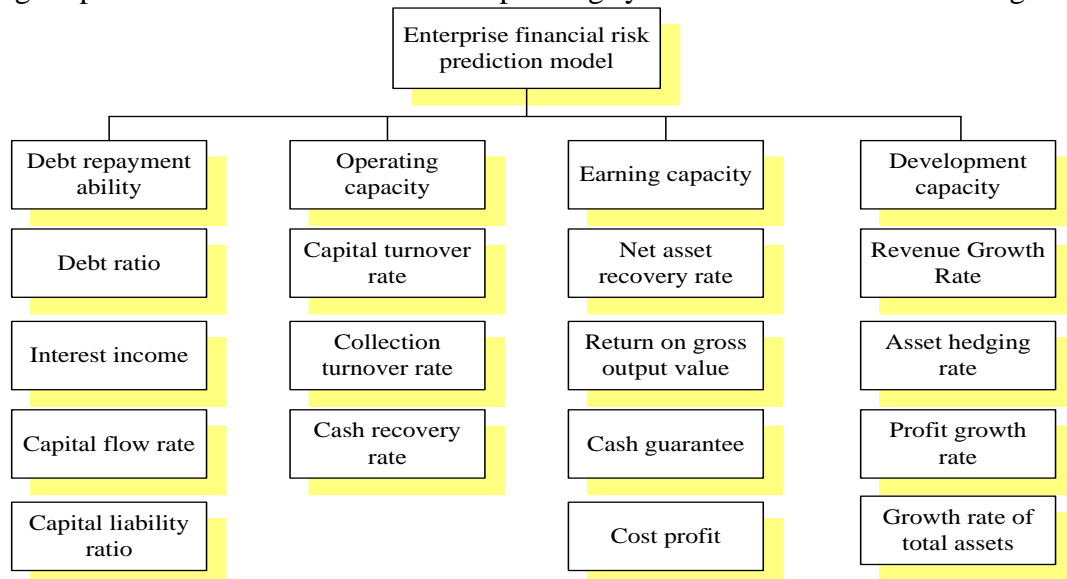 Enterprise financial risk
prediction model
Debt repayment
ability
Operating
capacity
Earning capacity
Development
capacity
Debt ratio
Capital turnover
rate
Net asset
recovery rate
Revenue Growth
Rate
Interest income
Collection
turnover rate
Return on gross
output value
Asset hedging
rate
Capital flow rate
Cash recovery
rate
Cash guarantee
Profit growth
rate
Capital liability
ratio
Cost profit
Growth rate of
total assets